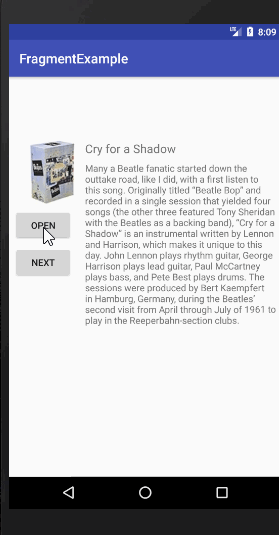 LTE 8:09
FragmentExample
Cry for a Shadow
Many a Beatle fanatic started down the
outtake road, like I did, with a first listen to
this song. Originally titled “Beatle Bop” and
recorded in a single session that yielded four
songs (the other three featured Tony Sheridan
with the Beatles as a backing band), “Cry for a
Shadow” is an instrumental written by Lennon
and Harrison, which makes it unique to this
day. John Lennon plays rhythm guitar, George
Harrison plays lead guitar, Paul McCartney
plays bass, and Pete Best plays drums. The
sessions were produced by Bert Kaempfert
in Hamburg, Germany, during the Beatles’
second visit from April through July of 1961 to
play in the Reeperbahn-section clubs.
OPEN
NEXT